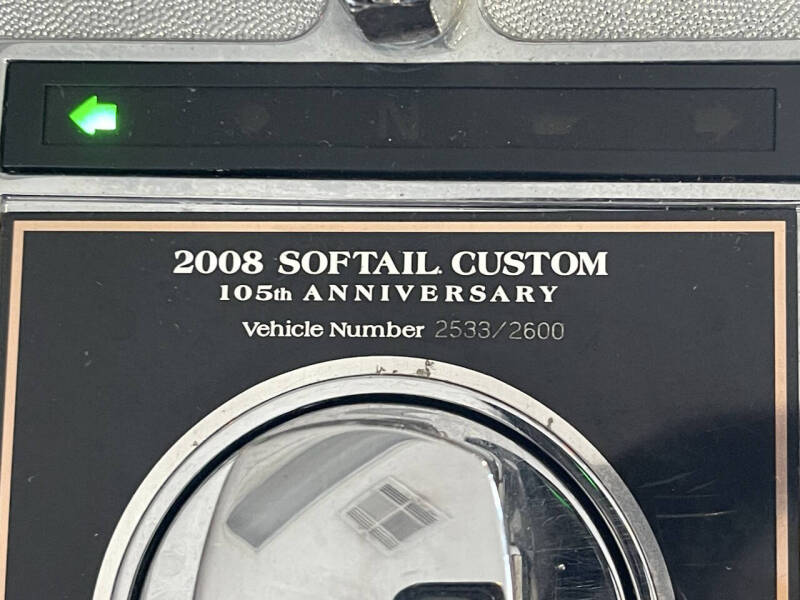 N
2008 SOFTAIL CUSTOM
105th ANNIVERSARY
Vehicle Number 2533/2600